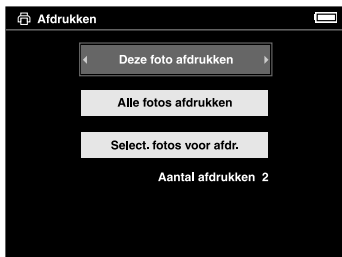 Afdrukken
Deze foto afdrukken
Alle fotos afdrukken
Select. fotos voor afdr.
Aantal afdrukken 2